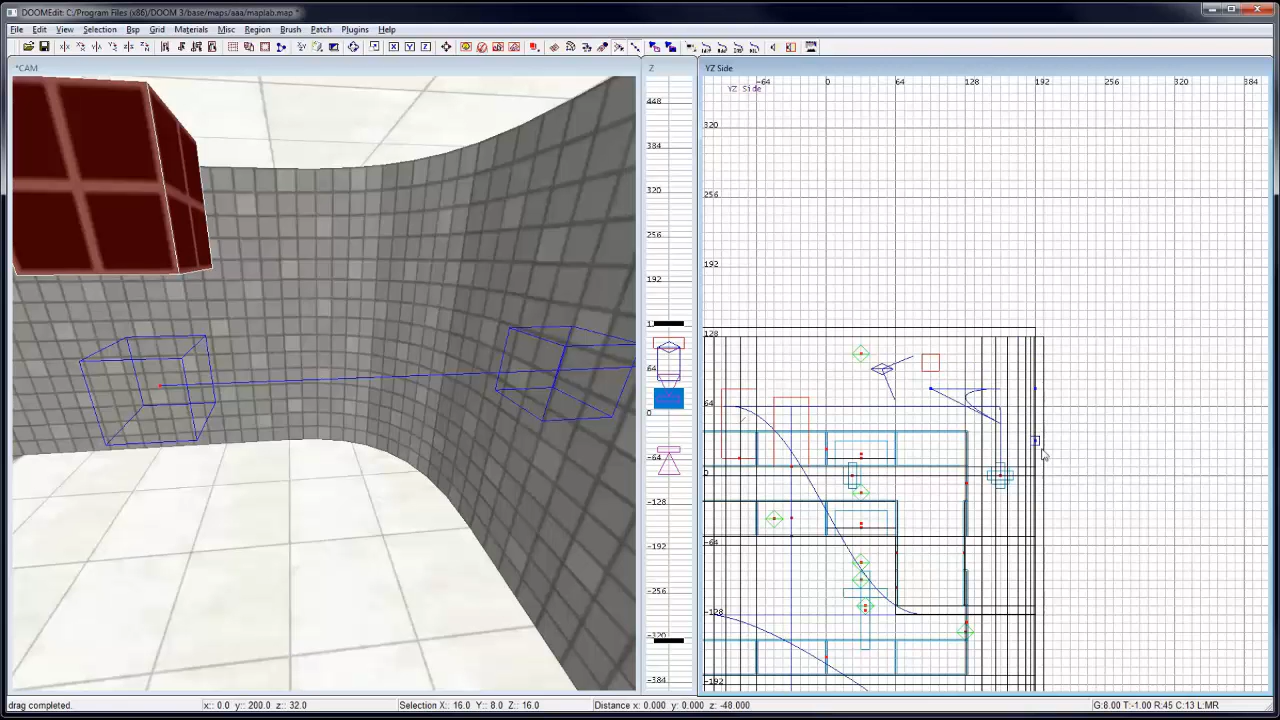 DOOMEdit: C:/Program Files (x86)/DOOM 3/base/maps/aaa/maplab.map *
File Edit View Selection Bsp Grid Materials Misc Region Brush Patch Plugins Help
*CAM
Z
YZ Side
-64 0 64 128 192 256 320 384
YZ Side
448
384
320
256
192
64
0
-64
-128
-192
-256
-320
-384
320
256
192
128
64
0
-64
-128
-192
drag completed.
x:: 0.0 y: 200.0 z: 32.0
Selection X: 16.0 Y: 8.0 Z: 16.0
Distance x: 0.000 y: 0.000 z: -48.000
G:8.00 T:-1.00 R:45 C:13 L:MR